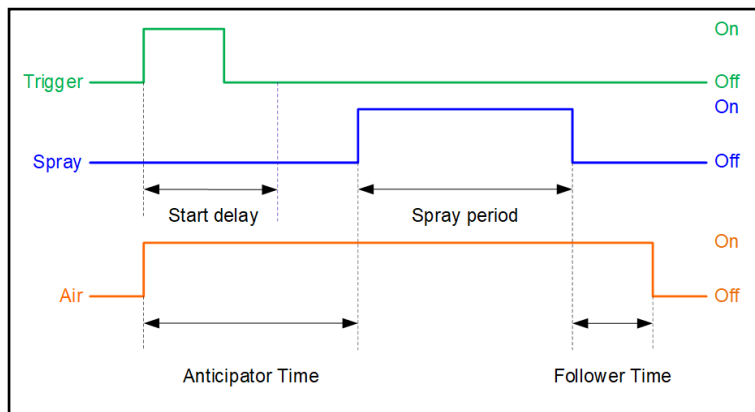 On
Trigger
Off
On
Spray
Off
Start delay
Spray period
On
Air
Off
Anticipator Time
Follower Time